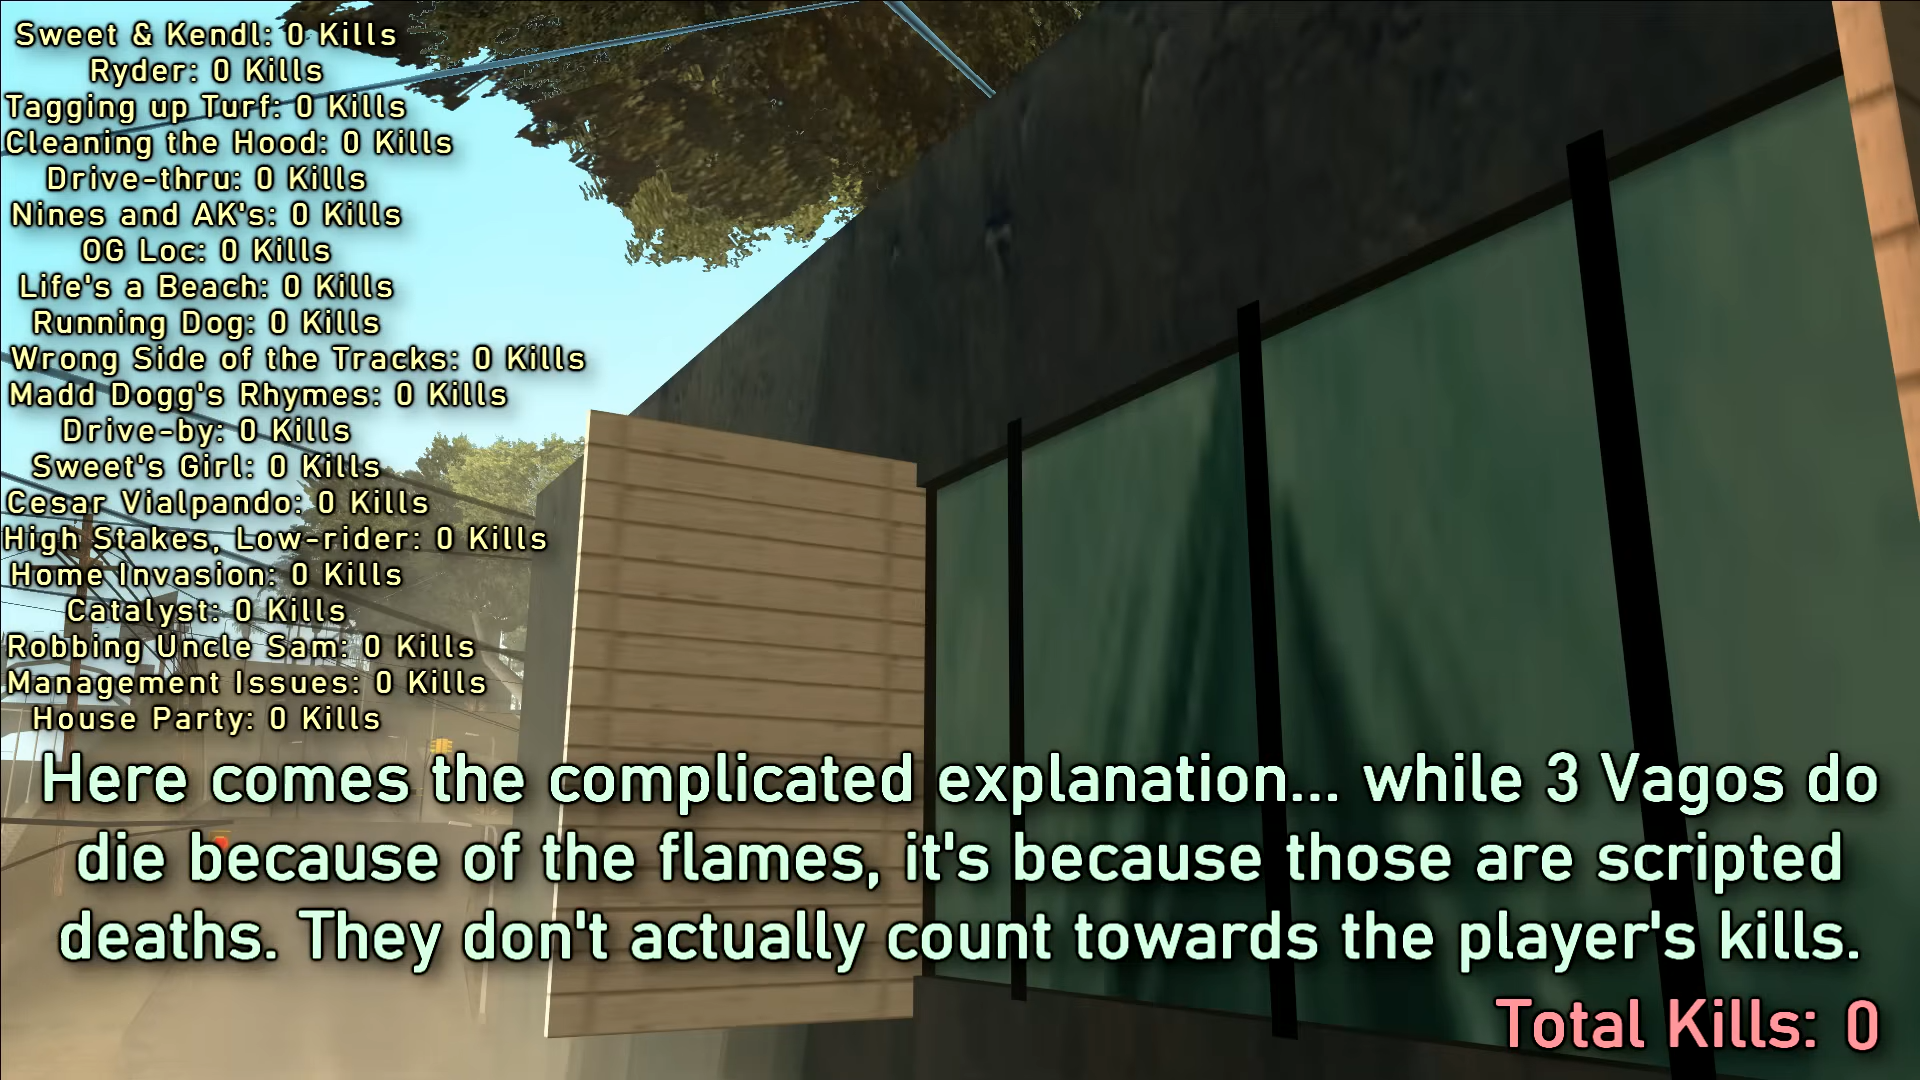 Sweet & Kendl: 0 Kills
Ryder: 0 Kills
Tagging up Turf: 0 Kills
Cleaning the Hood: 0 Kills
Drive-thru: 0 Kills
Nines and AK's: 0 Kills
OG Loc: 0 Kills
Life's a Beach: 0 Kills
Running Dog: 0 Kills
Wrong Side of the Tracks: 0 Kills
Madd Dogg's Rhymes: 0 Kills
Drive-by: 0 Kills
Sweet's Girl: 0 Kills
Cesar Vialpando: 0 Kills
High Stakes, Low-rider: 0 Kills
Home Invasion: 0 Kills
Catalyst: 0 Kills
Robbing Uncle Sam: 0 Kills
Management Issues: 0 Kills
House Party: 0 Kills
Here comes the complicated explanation... while 3 Vagos do
die because of the flames, it's because those are scripted
deaths. They don't actually count towards the player's kills.
Total Kills: 0